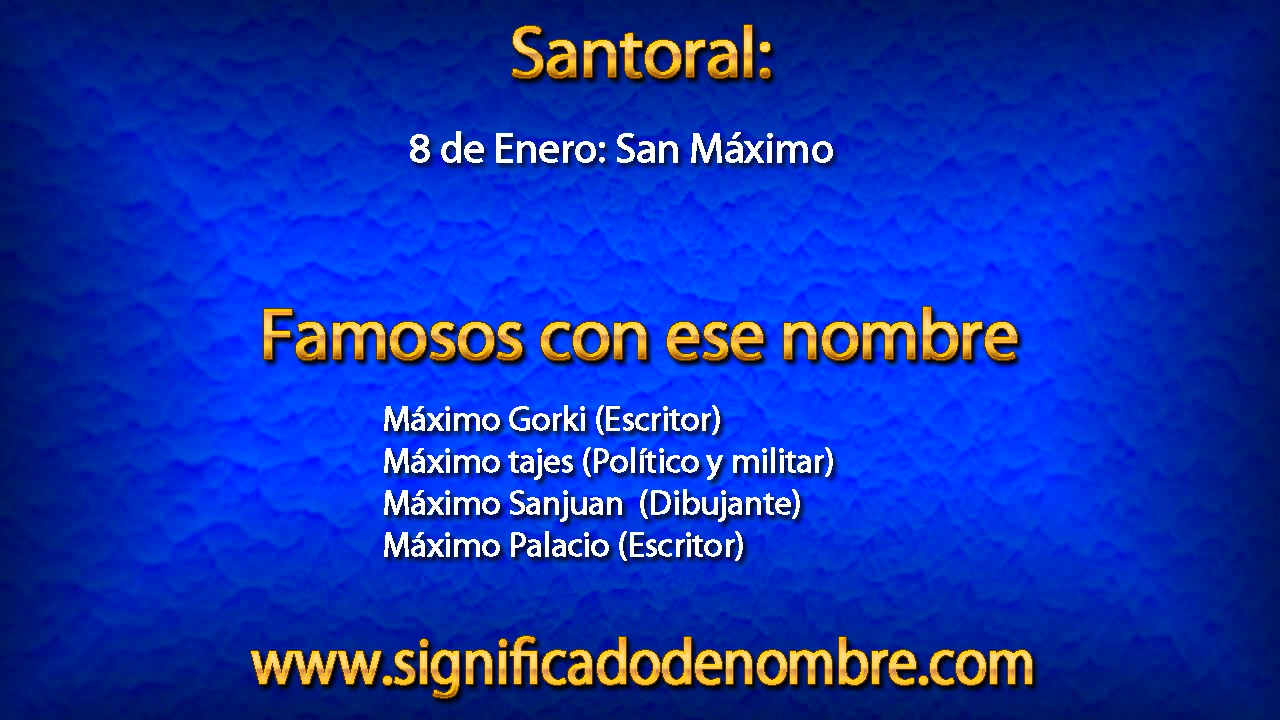 Santoral:
8 de Enero: San Máximo
Famosos con ese nombre
Máximo Gorki (Escritor)
Máximo tajes (Político y militar)
Máximo Sanjuan  (Dibujante)
Máximo Palacio (Escritor)
www.significadodenombre.com